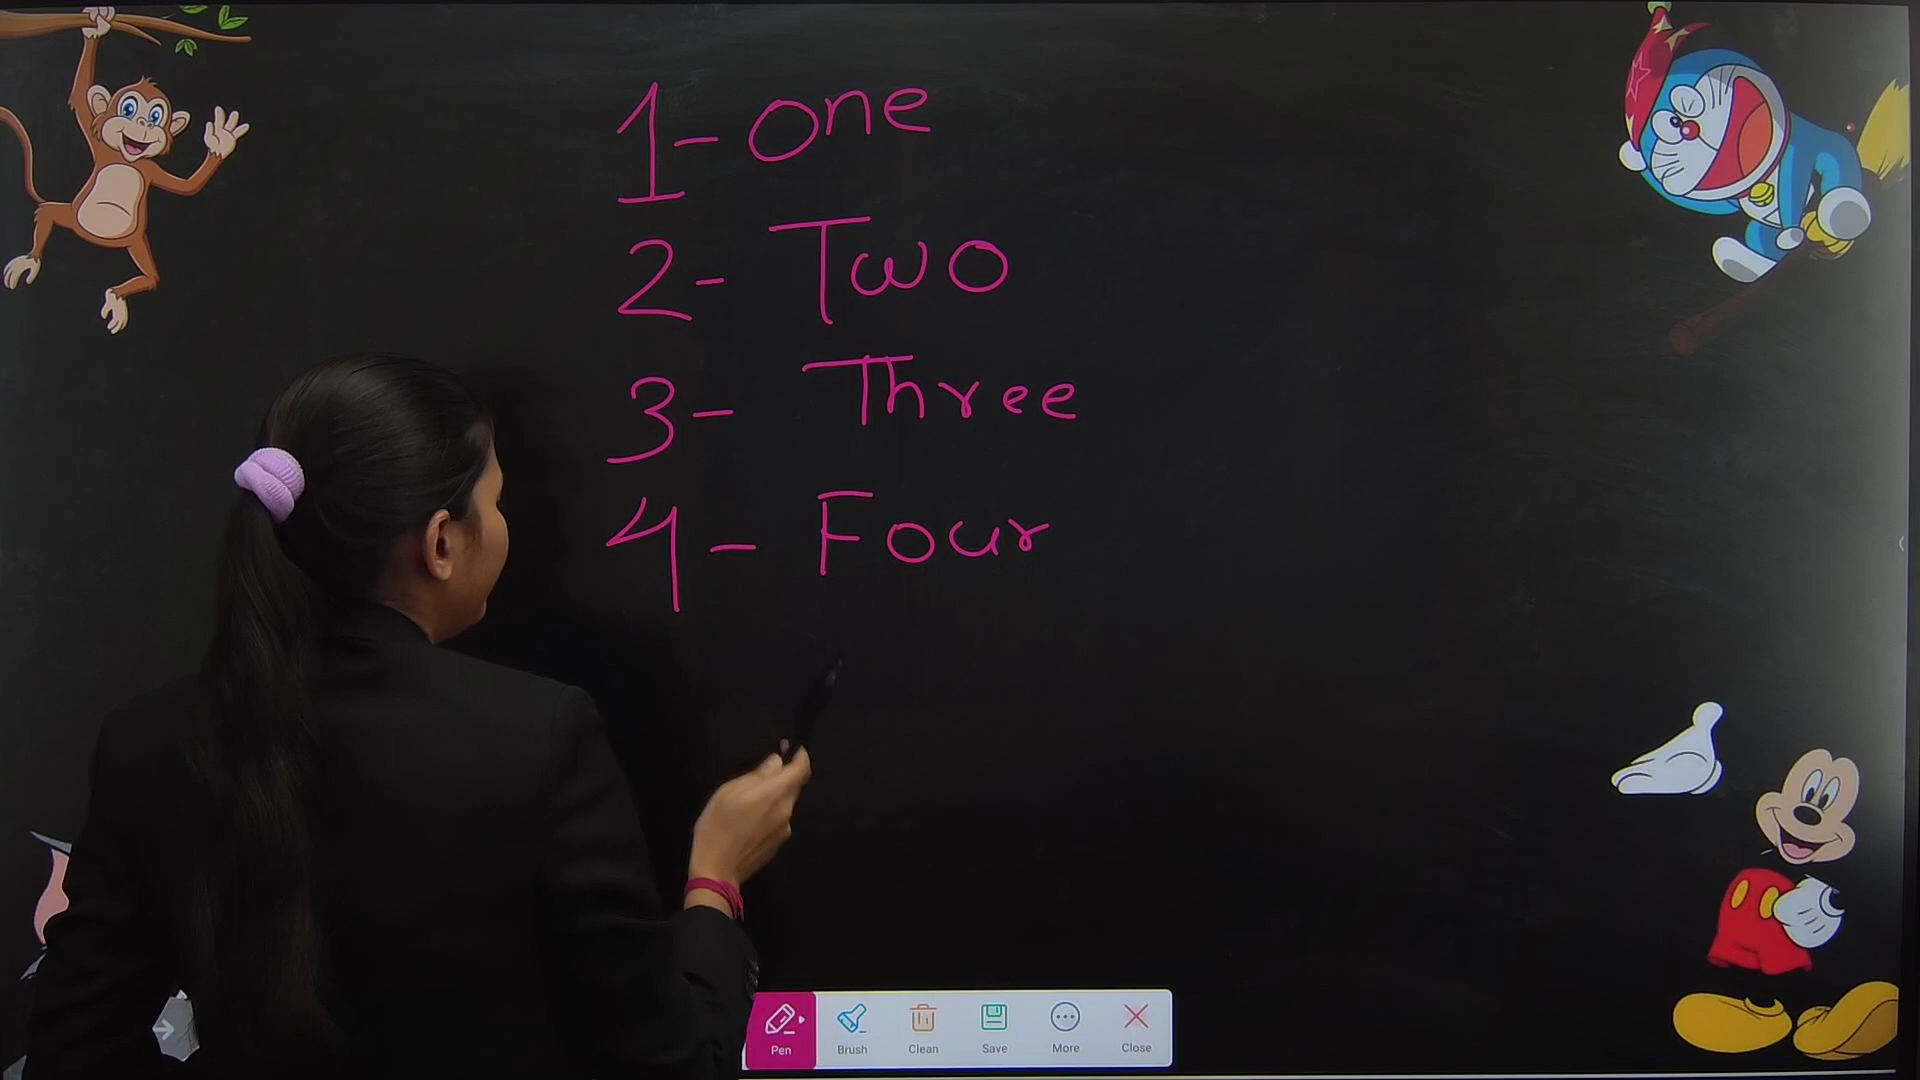 1- one
2- Two
3- Three
4- Four
Pen Brush Clean Save More Close